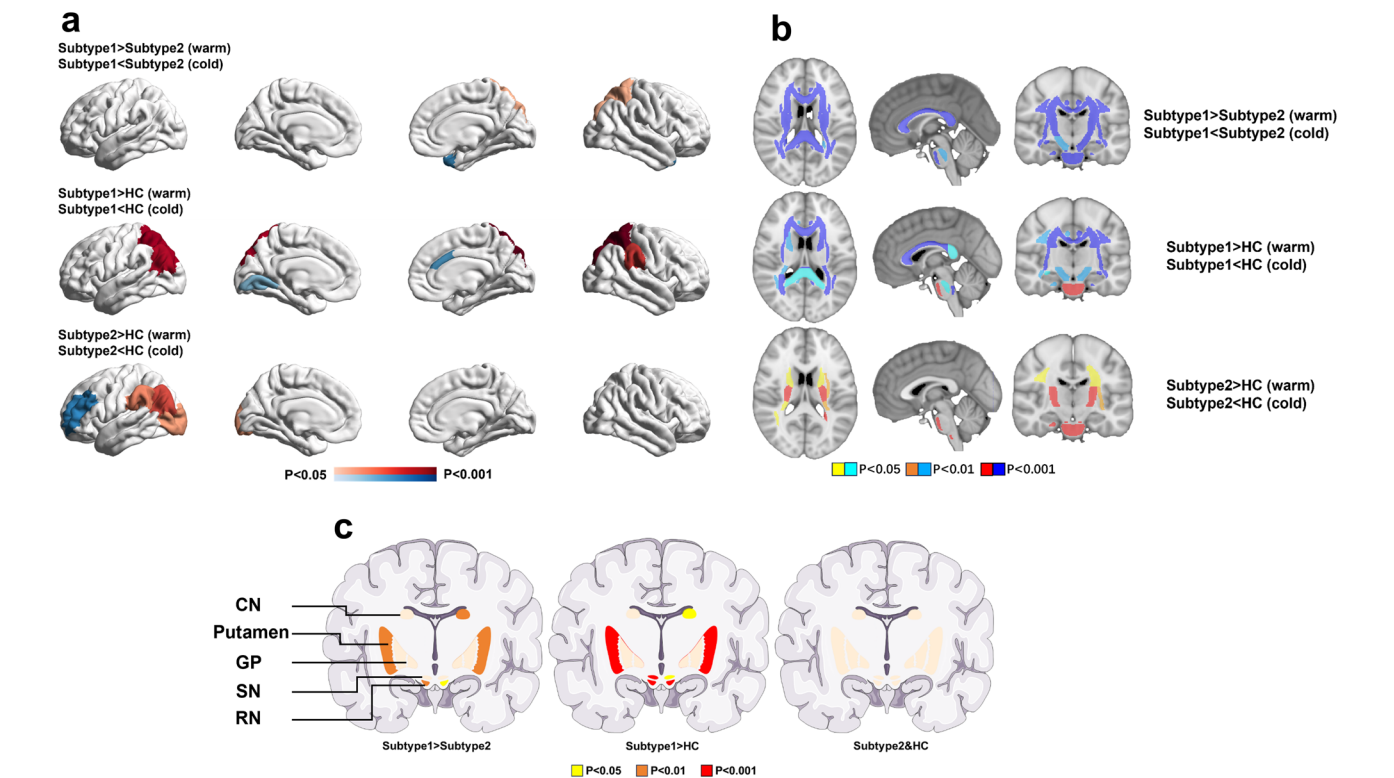 a
Subtype1>Subtype2 (warm)
Subtype1<Subtype2 (cold)
Subtype1>HC (warm)
Subtype1<HC (cold)
Subtype2>HC (warm)
Subtype2<HC (cold)
P<0.05
P<0.001
b
Subtype1>Subtype2 (warm)
Subtype1<Subtype2 (cold)
Subtype1>HC (warm)
Subtype1<HC (cold)
Subtype2>HC (warm)
Subtype2<HC (cold)
P<0.05 P<0.01 P<0.001
c
CN
Putamen
GP
SN
RN
Subtype1>Subtype2
Subtype1>HC
Subtype2&HC
P<0.05 P<0.01 P<0.001